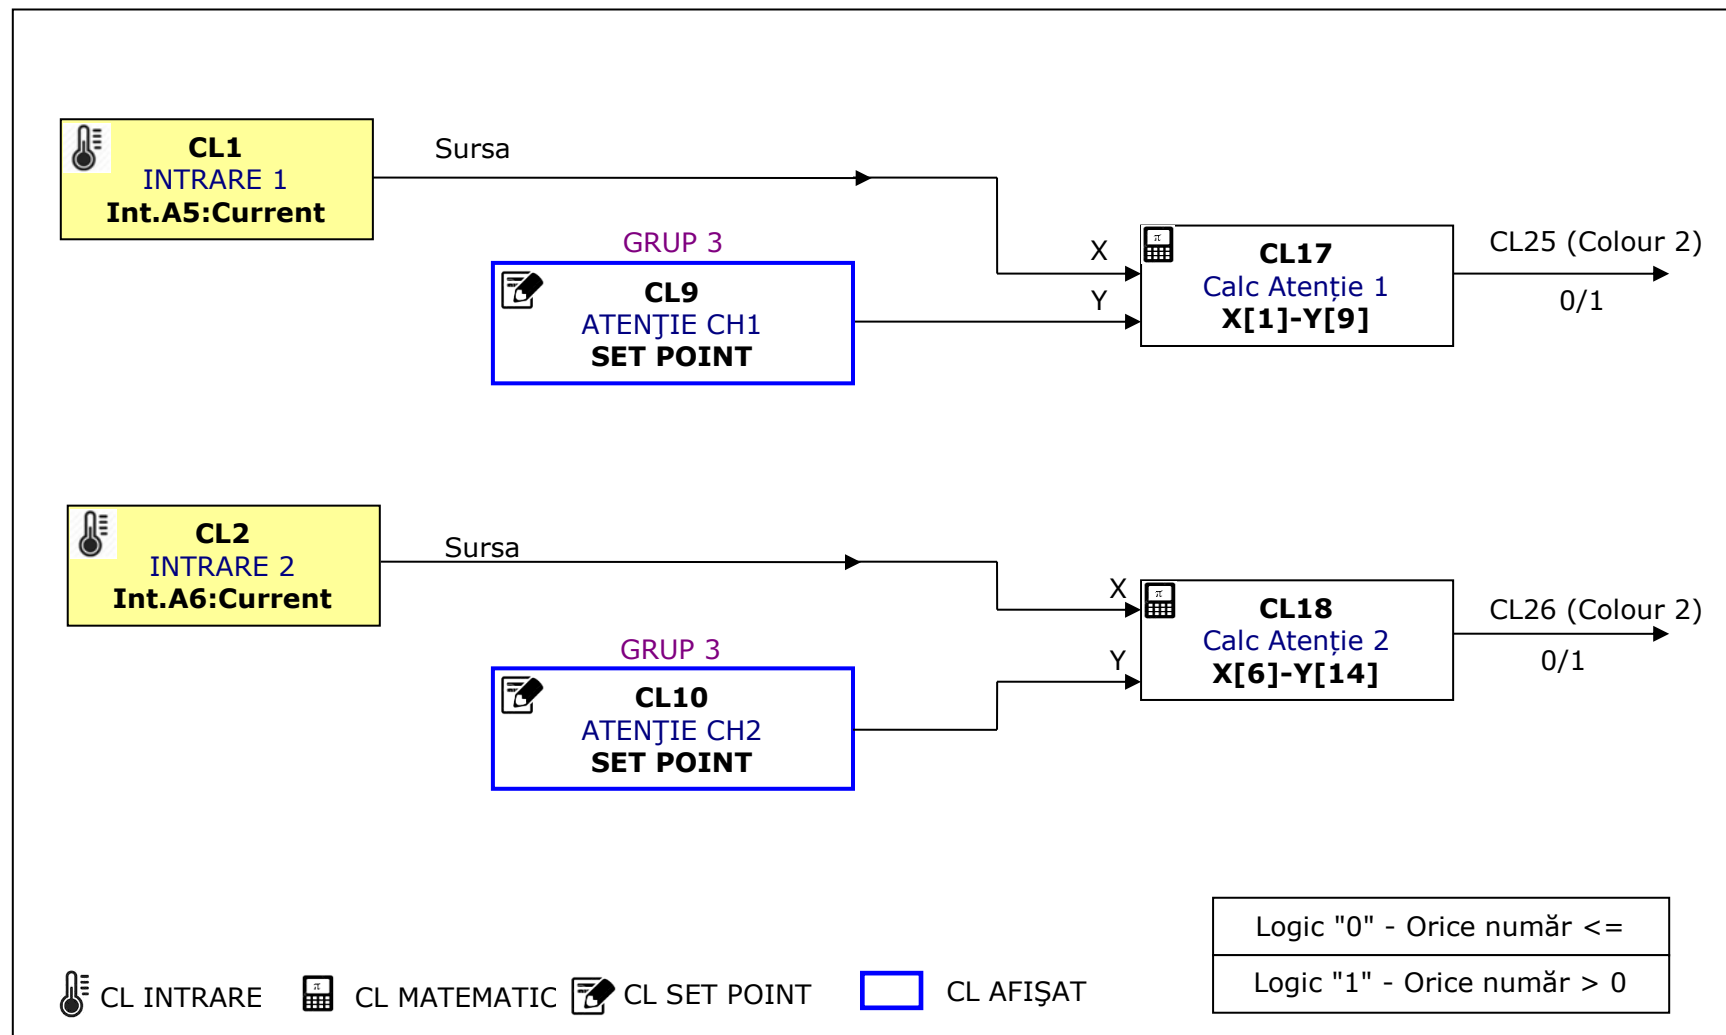 CL1
INTRARE 1
Int.A5:Current
Sursa
GRUP 3
CL9
ATENŢIE CH1
SET POINT
X
Y
CL17
Calc Atenție 1
X[1]-Y[9]
CL25 (Colour 2)
0/1
CL2
INTRARE 2
Int.A6:Current
Sursa
GRUP 3
CL10
ATENŢIE CH2
SET POINT
X
Y
CL18
Calc Atenție 2
X[6]-Y[14]
CL26 (Colour 2)
0/1
Logic "0" - Orice număr <=
Logic "1" - Orice număr > 0
CL INTRARE
CL MATEMATIC
CL SET POINT
CL AFIŞAT